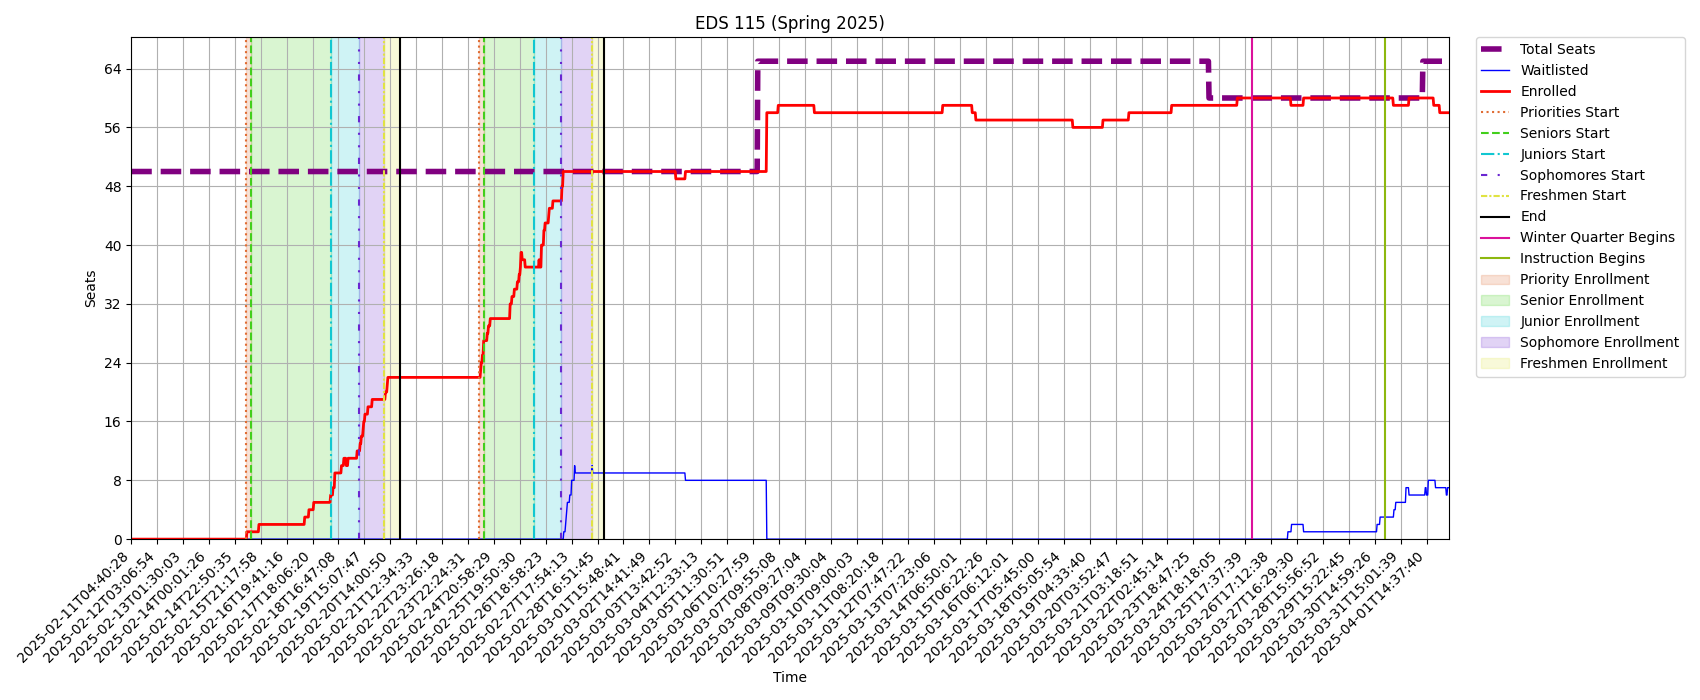 EDS 115 (Spring 2025)
Seats
64
56
48
40
32
24
16
8
0
2025-02-11T04:40:28
2025-02-12T03:06:54
2025-02-13T01:30:03
2025-02-14T00:01:26
2025-02-14T22:50:35
2025-02-15T21:17:58
2025-02-16T19:41:16
2025-02-17T18:06:20
2025-02-18T16:47:08
2025-02-19T15:07:47
2025-02-20T14:00:50
2025-02-21T12:34:33
2025-02-23T23:26:18
2025-02-23T22:24:31
2025-02-24T20:58:29
2025-02-25T19:50:30
2025-02-26T18:58:23
2025-02-27T17:54:13
2025-02-28T16:51:45
2025-03-01T15:48:41
2025-03-02T14:41:49
2025-03-03T13:42:52
2025-03-04T12:33:13
2025-03-05T11:30:51
2025-03-06T10:27:59
2025-03-07T09:55:08
2025-03-08T09:27:04
2025-03-09T09:30:04
2025-03-10T09:00:03
2025-03-11T08:20:18
2025-03-12T07:47:22
2025-03-13T07:23:06
2025-03-14T06:50:01
2025-03-15T06:22:26
2025-03-16T06:12:01
2025-03-17T05:45:00
2025-03-18T05:05:54
2025-03-19T04:33:40
2025-03-20T03:52:47
2025-03-21T03:18:51
2025-03-22T02:45:14
2025-03-23T18:47:25
2025-03-24T18:18:05
2025-03-25T17:37:39
2025-03-26T17:12:38
2025-03-27T16:29:30
2025-03-28T15:56:52
2025-03-29T15:22:45
2025-03-30T14:59:26
2025-03-31T15:01:39
2025-04-01T14:37:40
Time
Total Seats
Waitlisted
Enrolled
Priorities Start
Seniors Start
Juniors Start
Sophomores Start
Freshmen Start
End
Winter Quarter Begins
Instruction Begins
Priority Enrollment
Senior Enrollment
Junior Enrollment
Sophomore Enrollment
Freshmen Enrollment